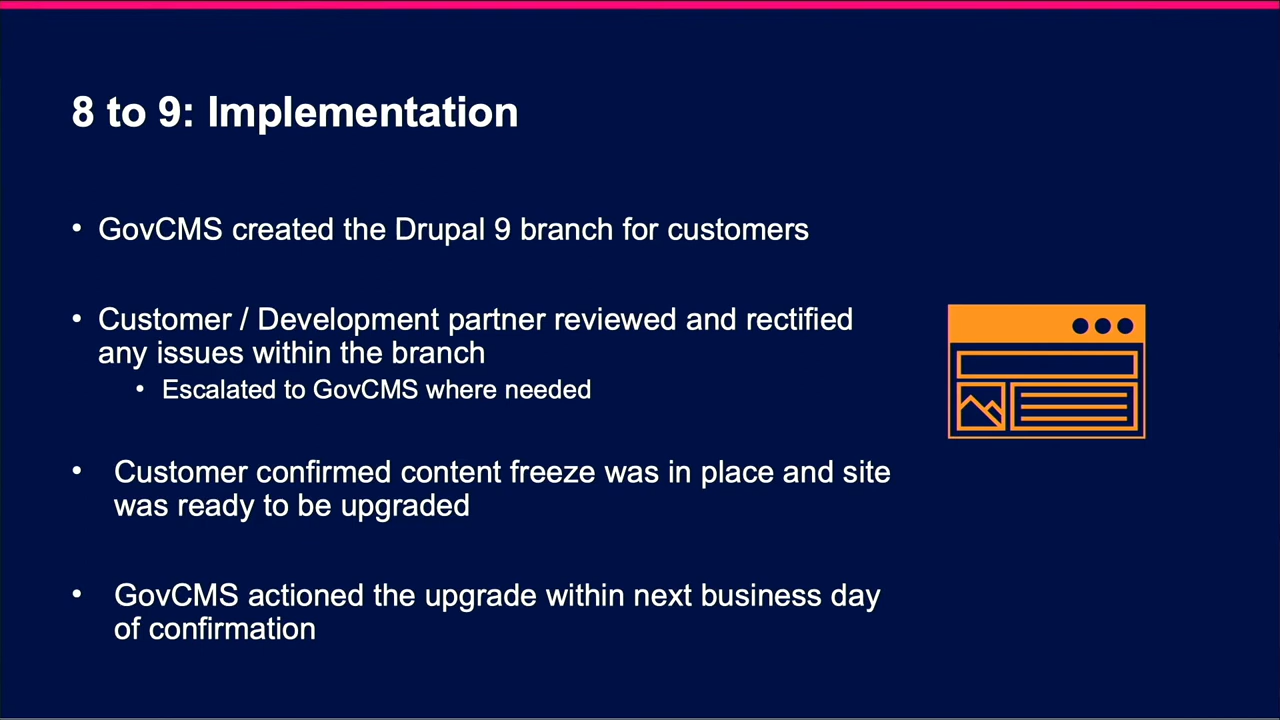 8 to 9: Implementation
• GovCMS created the Drupal 9 branch for customers
• Customer / Development partner reviewed and rectified
any issues within the branch
• Escalated to GovCMS where needed
• Customer confirmed content freeze was in place and site
was ready to be upgraded
• GovCMS actioned the upgrade within next business day
of confirmation